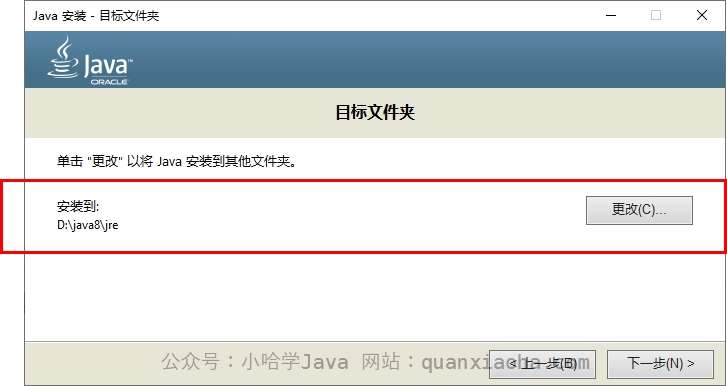 Java 安装 - 目标文件夹
Java™
ORACLE
目标文件夹
单击 "更改" 以将 Java 安装到其他文件夹。
安装到:
D:\java8\jre
更改(C)...
公众号：小哈学Java 网站：quanxiaoha.com
< 上一步(B)
下一步(N) >